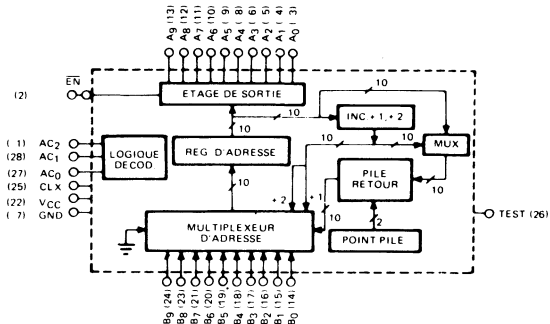 A9 (13)
A8 (12)
A7 (11)
A6 (10)
A5 ( 9)
A4 ( 8)
A3 ( 6)
A2 ( 5)
A1 ( 4)
A0 ( 3)
(2) EN
ETAGE DE SORTIE
10
10
10
INC. + 1, + 2
10
( 1) AC2
(28) AC1
(27) AC0
(25) CLX
(22) VCC
( 7) GND
LOGIQUE
DECOD
REG D'ADRESSE
10
10
MUX
PILE
RETOUR
10
10
+ 2
+ 1
10
MULTIPLEXEUR
D'ADRESSE
2
POINT PILE
TEST (26)
B9 (24)
B8 (23)
B7 (21)
B6 (20)
B5 (19)
B4 (18)
B3 (17)
B2 (16)
B1 (15)
B0 (14)